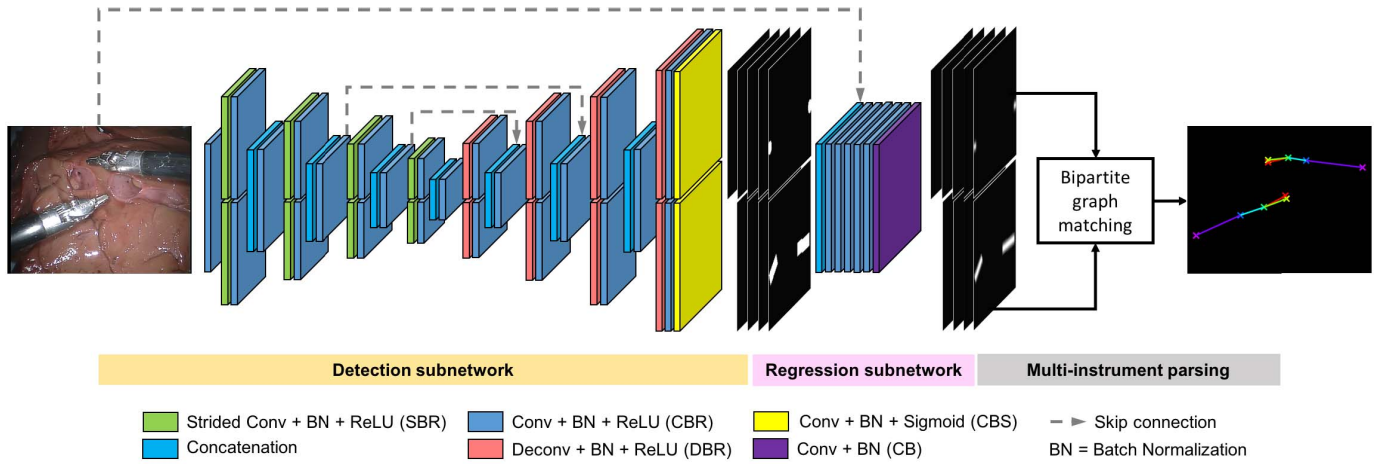 Bipartite
graph
matching
Detection subnetwork
Regression subnetwork
Multi-instrument parsing
Strided Conv + BN + ReLU (SBR)
Conv + BN + ReLU (CBR)
Conv + BN + Sigmoid (CBS)
Skip connection
Concatenation
Deconv + BN + ReLU (DBR)
Conv + BN (CB)
BN = Batch Normalization